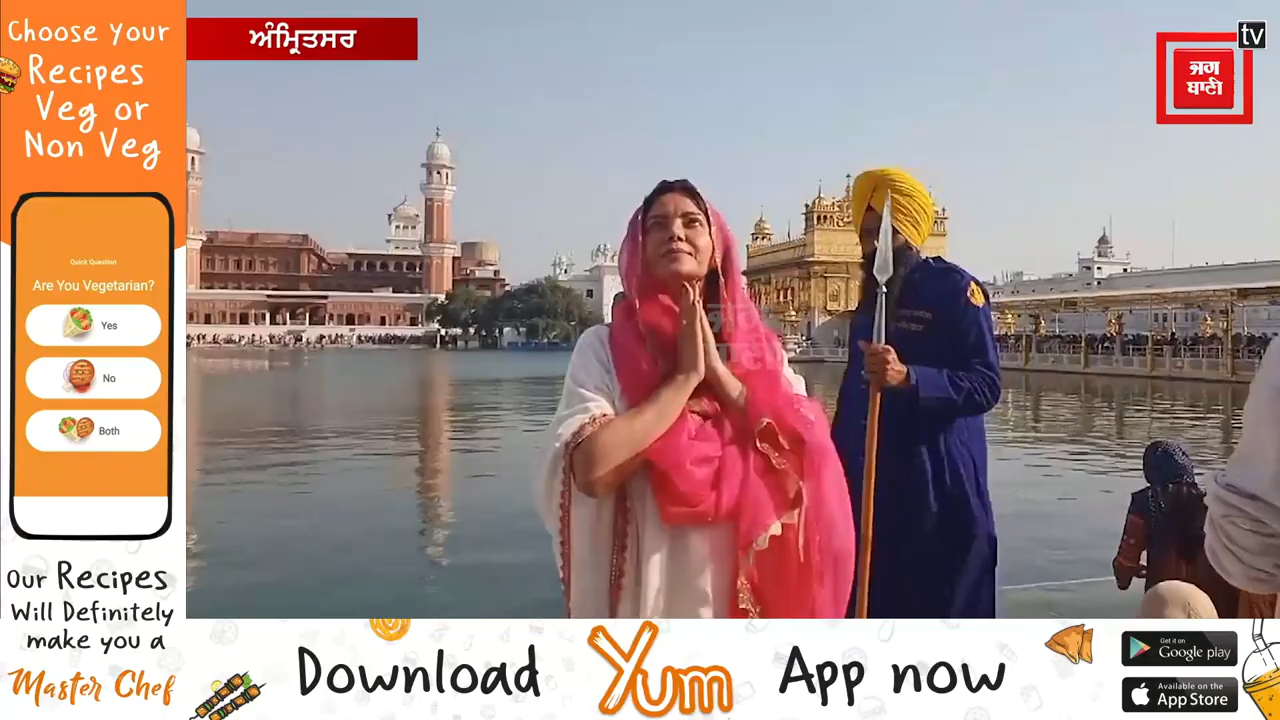 Choose Your
Recipes
Veg or
Non Veg
Quick Question
Are You Vegetarian?
Yes
No
Both
Our Recipes
Will Definitely
make you a
Master Chef
ਅੰਮ੍ਰਿਤਸਰ
tv
ਜਗ
ਬਾਣੀ
Download Yum App now
Get it on
Google play
Available on the
App Store